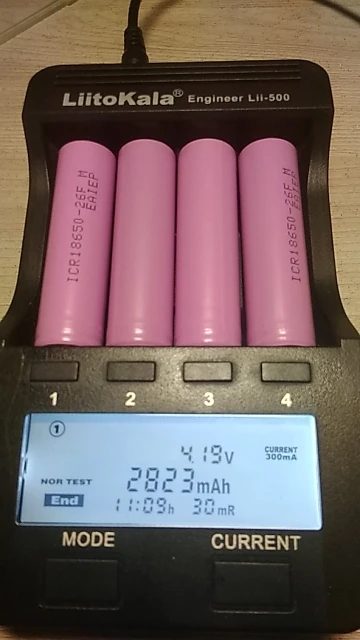 LiitoKala® Engineer Lii-500
ICR18650-26F M
EAIEP
ICR18650-26F M
1 2 3 4
1
4.19v
CURRENT
300mA
NOR TEST
2823mAh
End
11:09h 30mR
MODE CURRENT